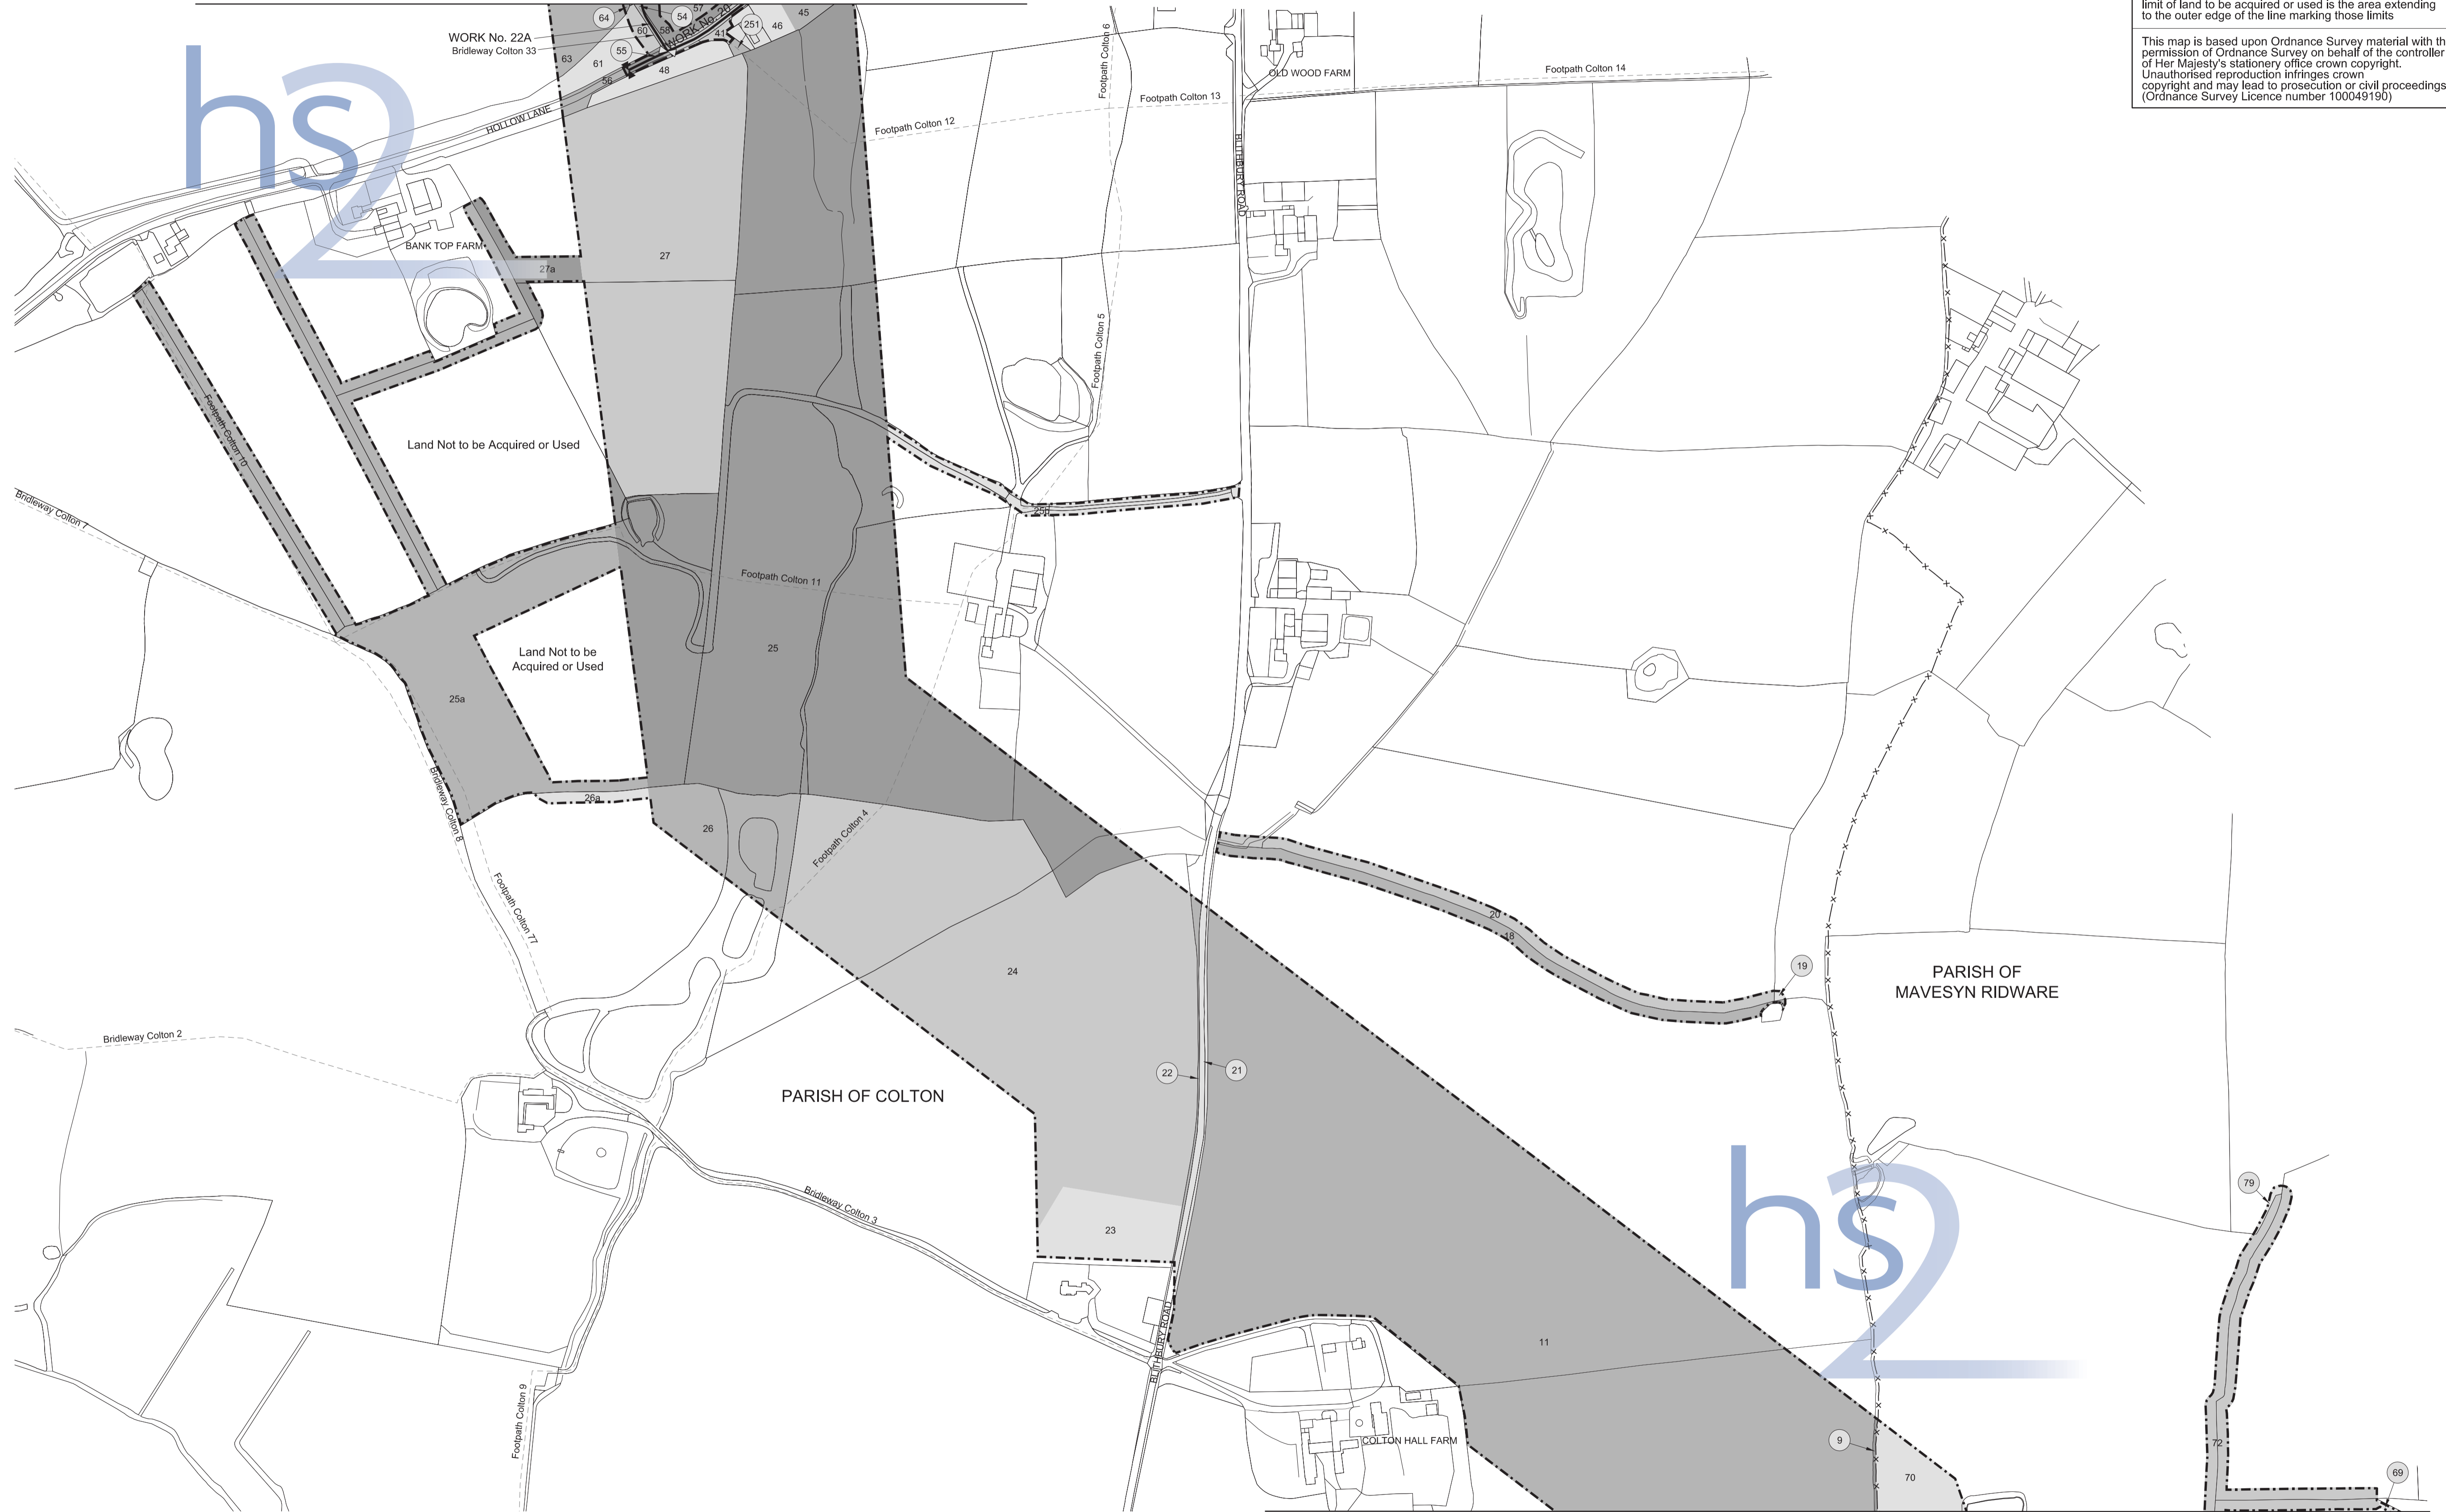 limit of land to be acquired or used is the area extending
to the outer edge of the line marking those limits
This map is based upon Ordnance Survey material with th
permission of Ordnance Survey on behalf of the controller
of Her Majesty's stationery office crown copyright.
Unauthorised reproduction infringes crown
copyright and may lead to prosecution or civil proceedings
(Ordnance Survey Licence number 100049190)
64
54
57
WORK No. 20
251
46
45
WORK No. 22A
Bridleway Colton 33
60
58
41
55
63
61
48
56
HOLLOW LANE
hs2
Footpath Colton 6
OLD WOOD FARM
Footpath Colton 14
Footpath Colton 13
Footpath Colton 12
BLITHBURY ROAD
BANK TOP FARM
27a
27
Footpath Colton 5
Footpath Colton 10
Land Not to be Acquired or Used
Bridleway Colton 7
25b
Footpath Colton 11
25
Land Not to be
Acquired or Used
25a
26a
26
Bridleway Colton 8
Footpath Colton 4
Footpath Colton 77
20
18
19
24
PARISH OF
MAVESYN RIDWARE
Bridleway Colton 2
22
21
PARISH OF COLTON
79
Bridleway Colton 3
23
hs2
BLITHBURY ROAD
11
Footpath Colton 9
COLTON HALL FARM
9
70
72
69